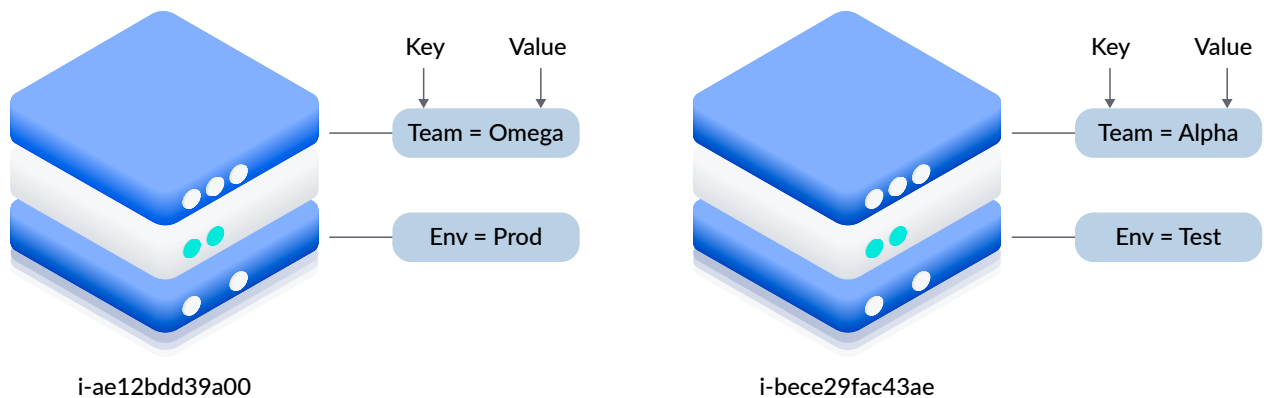 Key Value
Team = Omega
Env = Prod
i-ae12bdd39a00
Key Value
Team = Alpha
Env = Test
i-bece29fac43ae